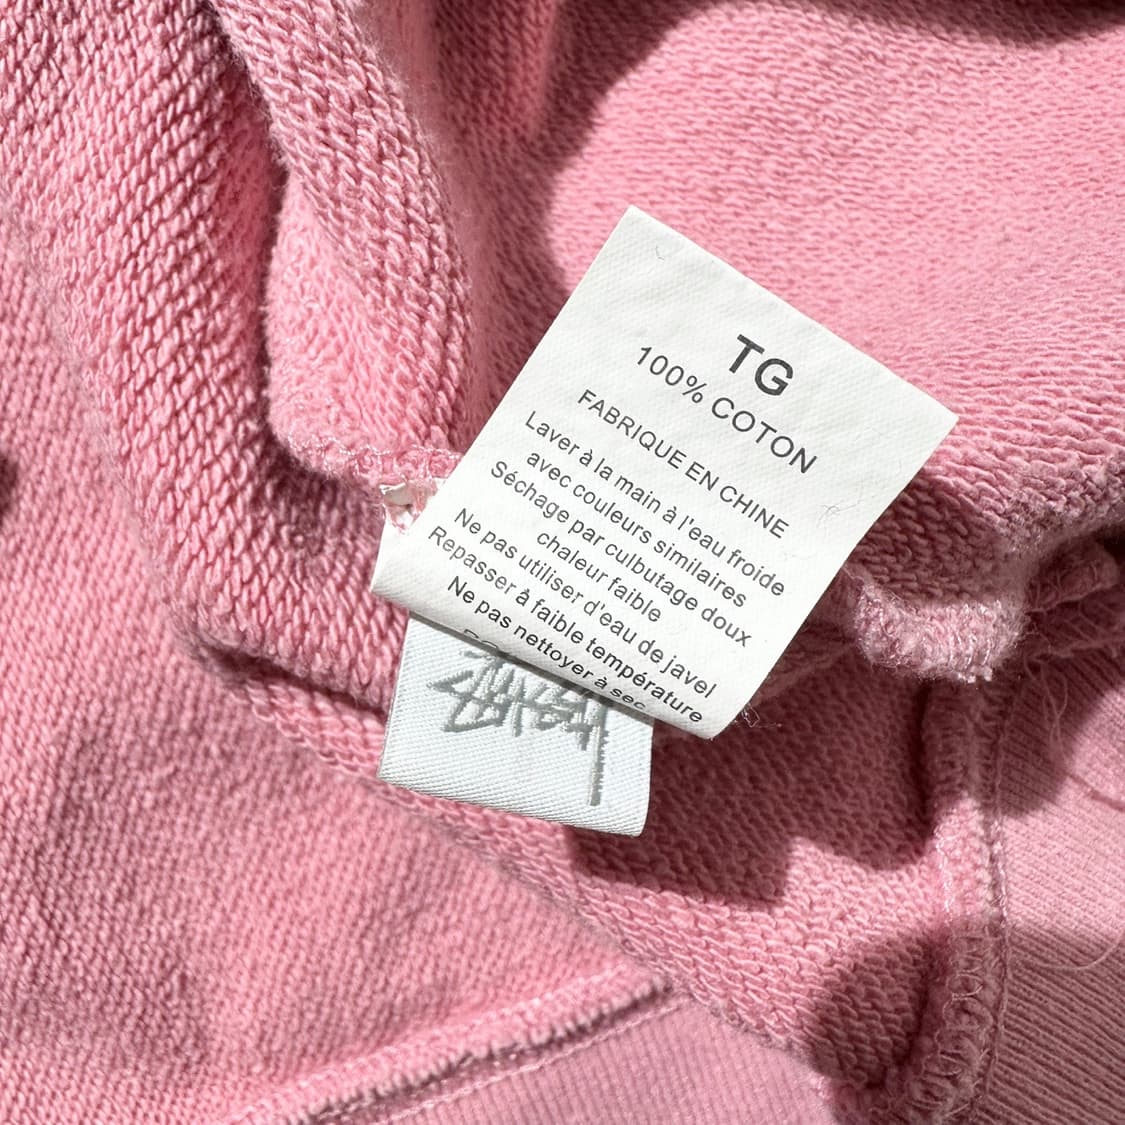 TG
100% COTON
FABRIQUE EN CHINE
Laver à la main à l'eau froide
avec couleurs similaires
Séchage par culbutage doux
chaleur faible
Ne pas utiliser d'eau de javel
Repasser à faible température
Ne pas nettoyer à sec